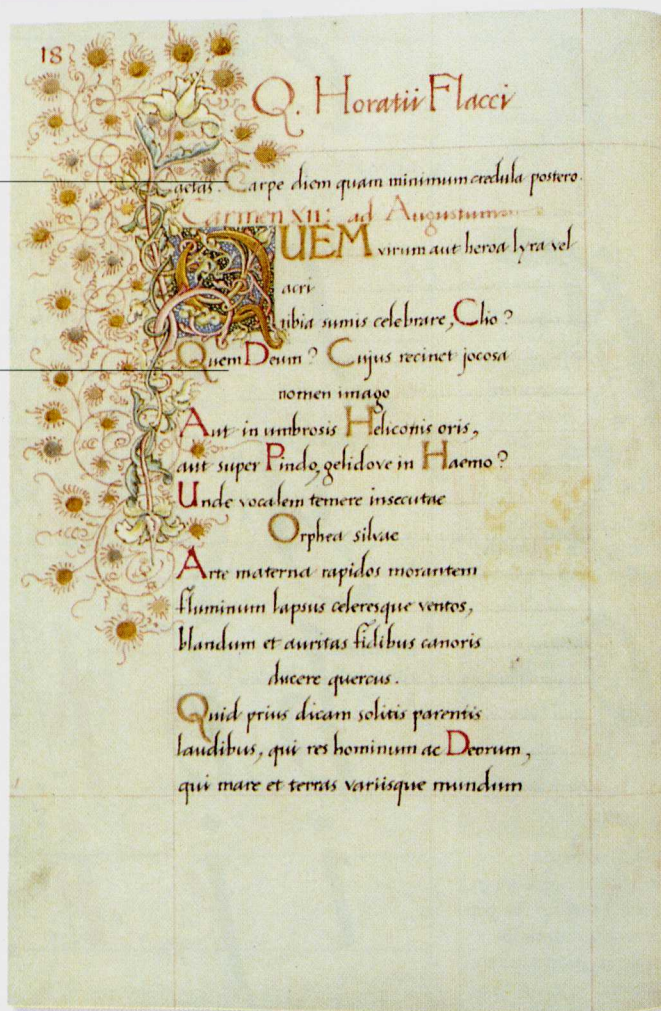 18
Q. Horatii Flacci
aetas. Carpe diem quam minimum credula postero.
Carmen XII: ad Augustum
QUEM virum aut heroa lyra vel
acri
tibia sumis celebrare, Clio?
Quem Deum? Cujus recinet jocosa
nomen imago
Aut in umbrosis Heliconis oris,
aut super Pindo, gelidove in Haemo?
Unde vocalem temere insecutae
Orphea silvae
Arte materna rapidos morantem
fluminum lapsus celeresque ventos,
blandum et auritas fidibus canoris
ducere quercus.
Quid prius dicam solitis parentis
laudibus, qui res hominum ac Deorum,
qui mare et terras variisque mundum